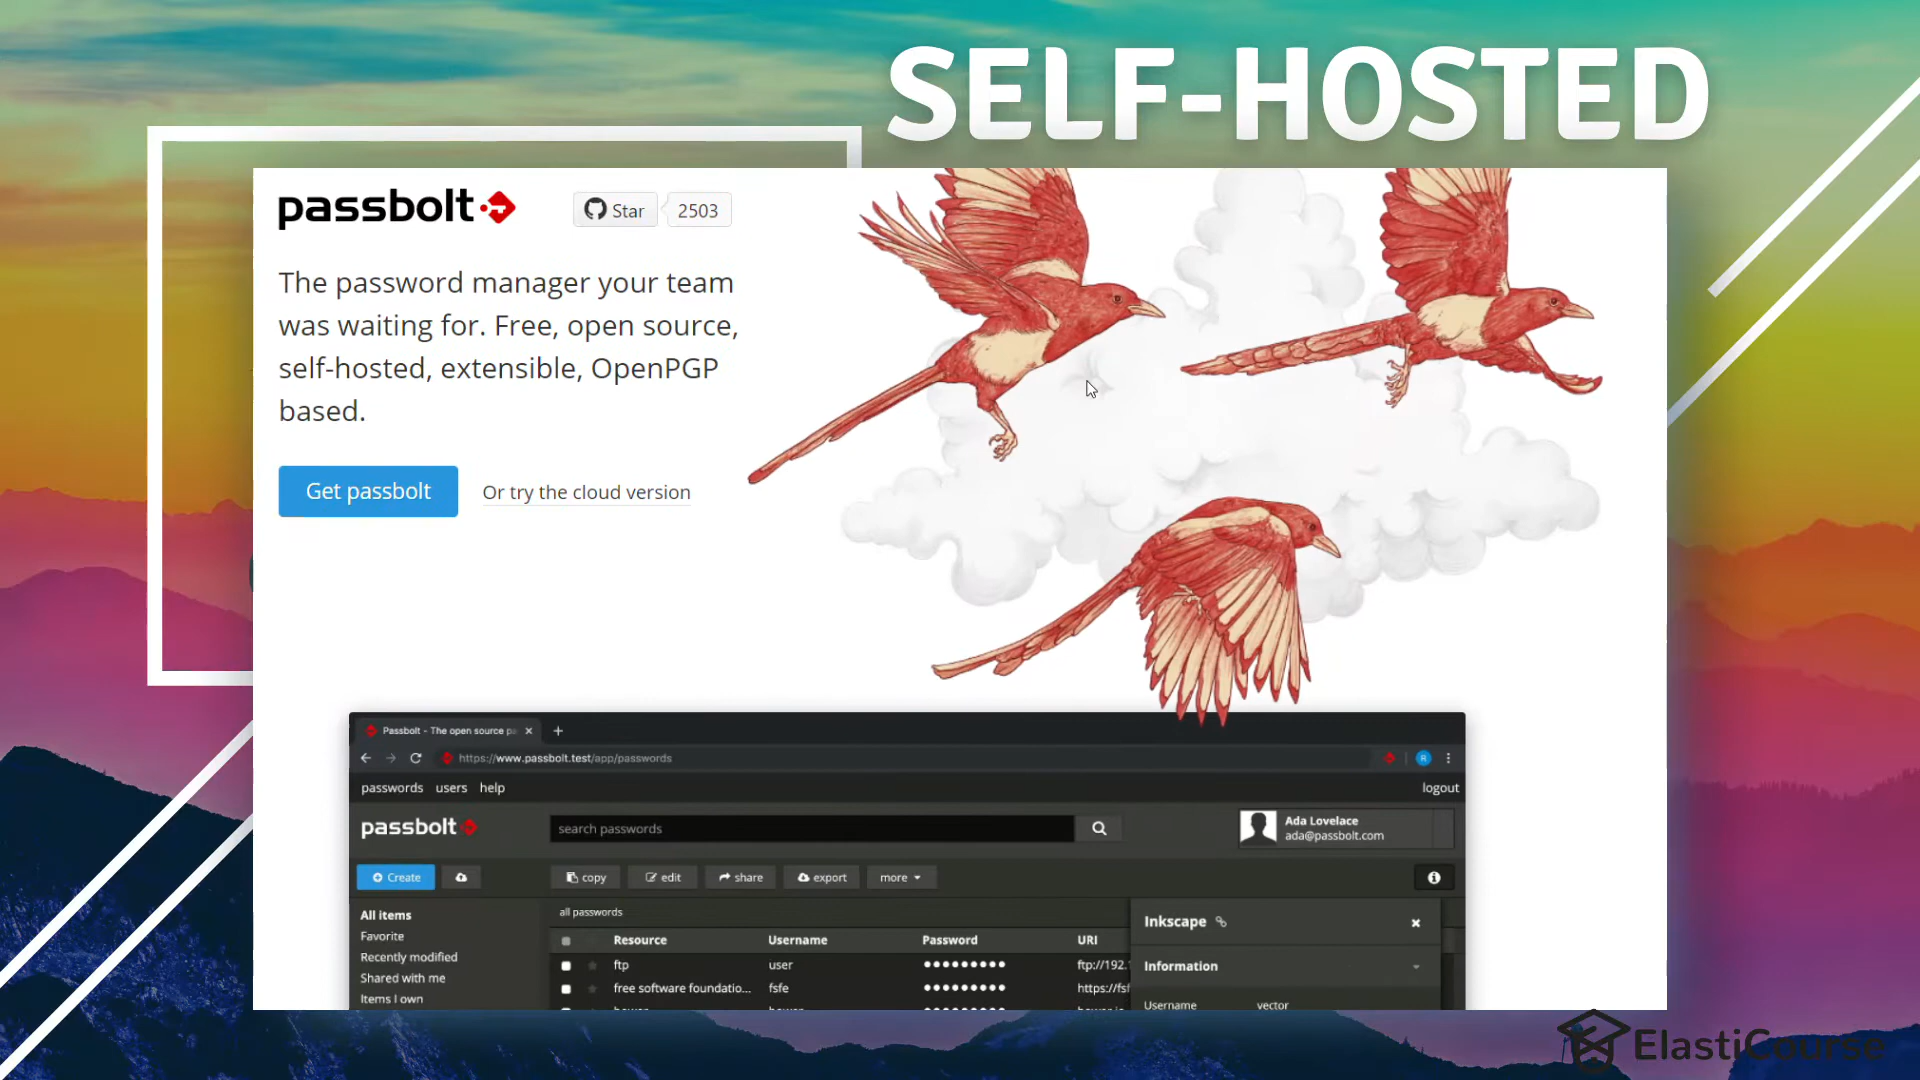 SELF-HOSTED
passbolt
Star 2503
The password manager your team
was waiting for. Free, open source,
self-hosted, extensible, OpenPGP
based.
Get passbolt Or try the cloud version
Passbolt - The open source pa
https://www.passbolt.test/app/passwords
R
passwords users help logout
passbolt search passwords
Ada Lovelace
ada@passbolt.com
Create copy edit share export more
All items
Favorite
Recently modified
Shared with me
Items I own
all passwords
Resource Username Password URI
ftp user ●●●●●●●●● ftp://192.
free software foundatio... fsfe ●●●●●●●●● https://fsf
Inkscape
Information
Username vector
ElastiCourse